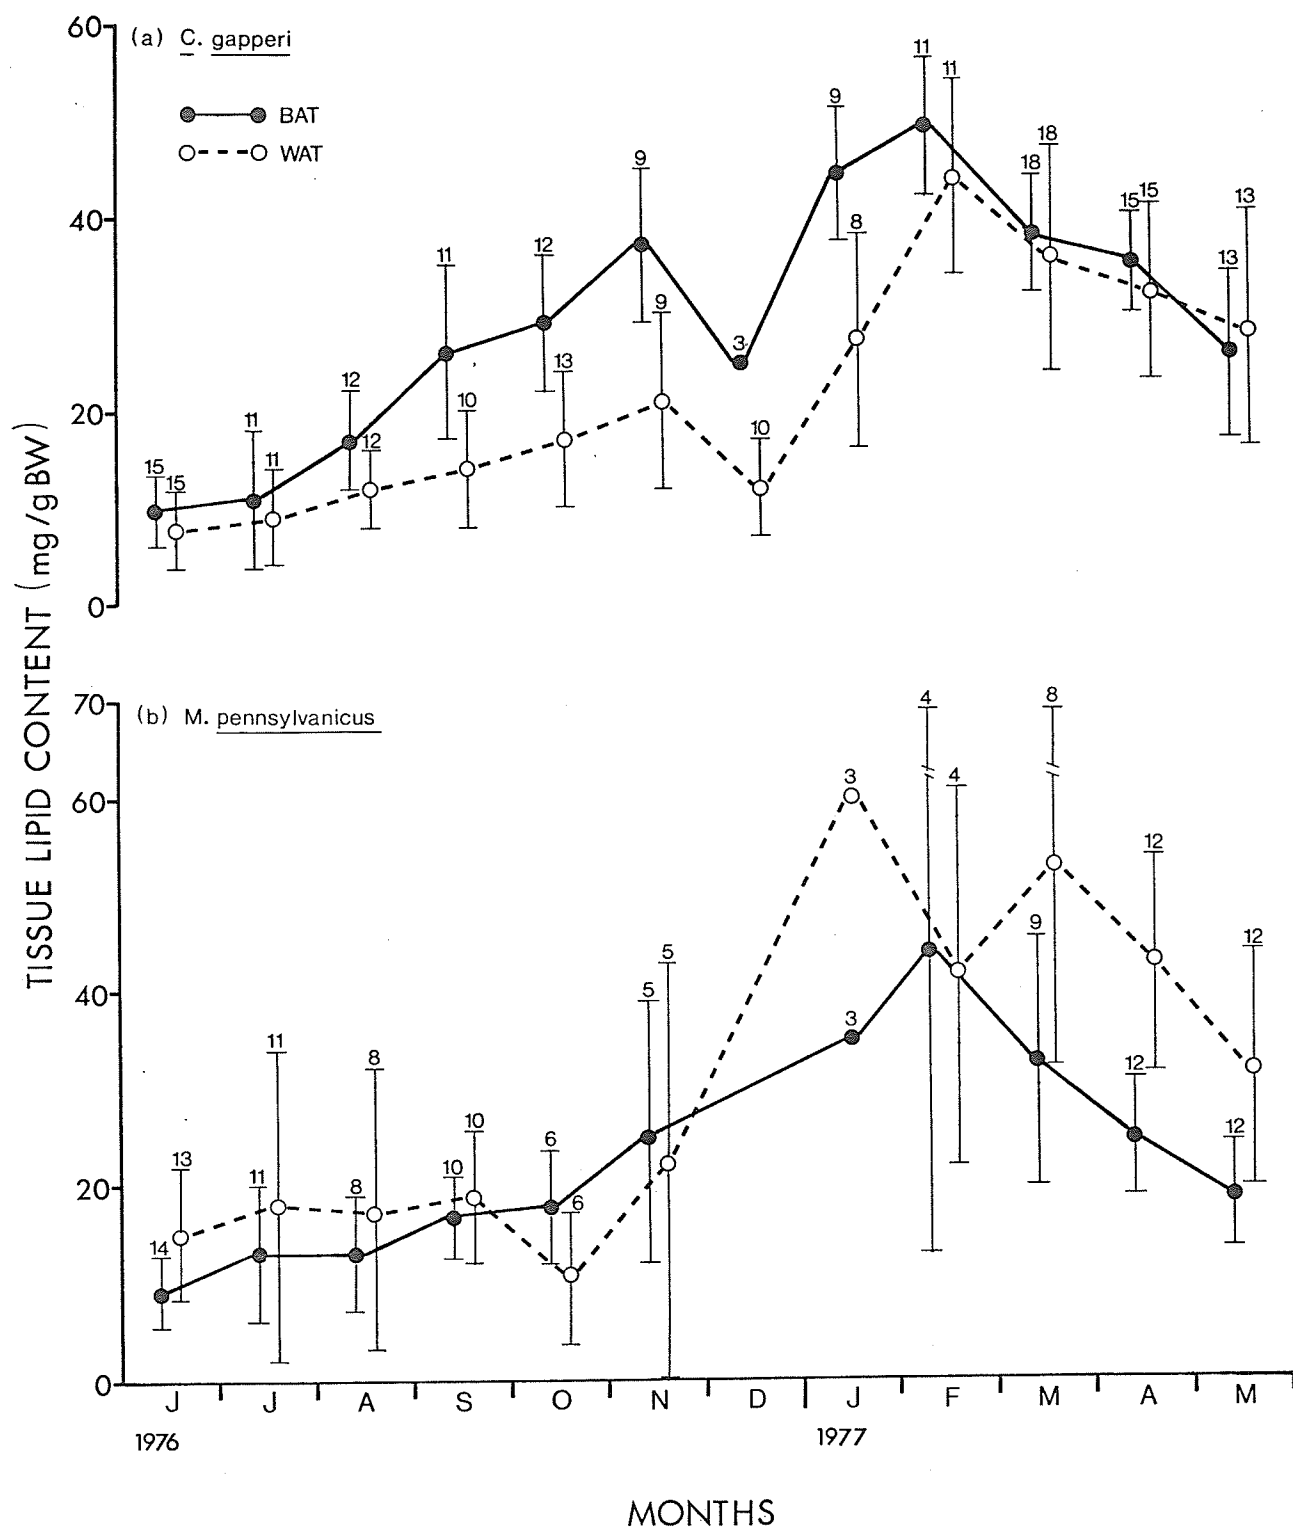 60
(a) C. gapperi
BAT
WAT
40
20
0
15 15 11 11 12 12 11 10 12 13 9 9 3 10 9 8 11 11 18 18 15 15 13 13
TISSUE LIPID CONTENT (mg/g BW)
70
(b) M. pennsylvanicus
60
40
20
0
14 13 11 11 8 8 10 10 6 6 5 5 3 3 4 4 9 8 12 12 12 12
J J A S O N D J F M A M
1976 1977
MONTHS